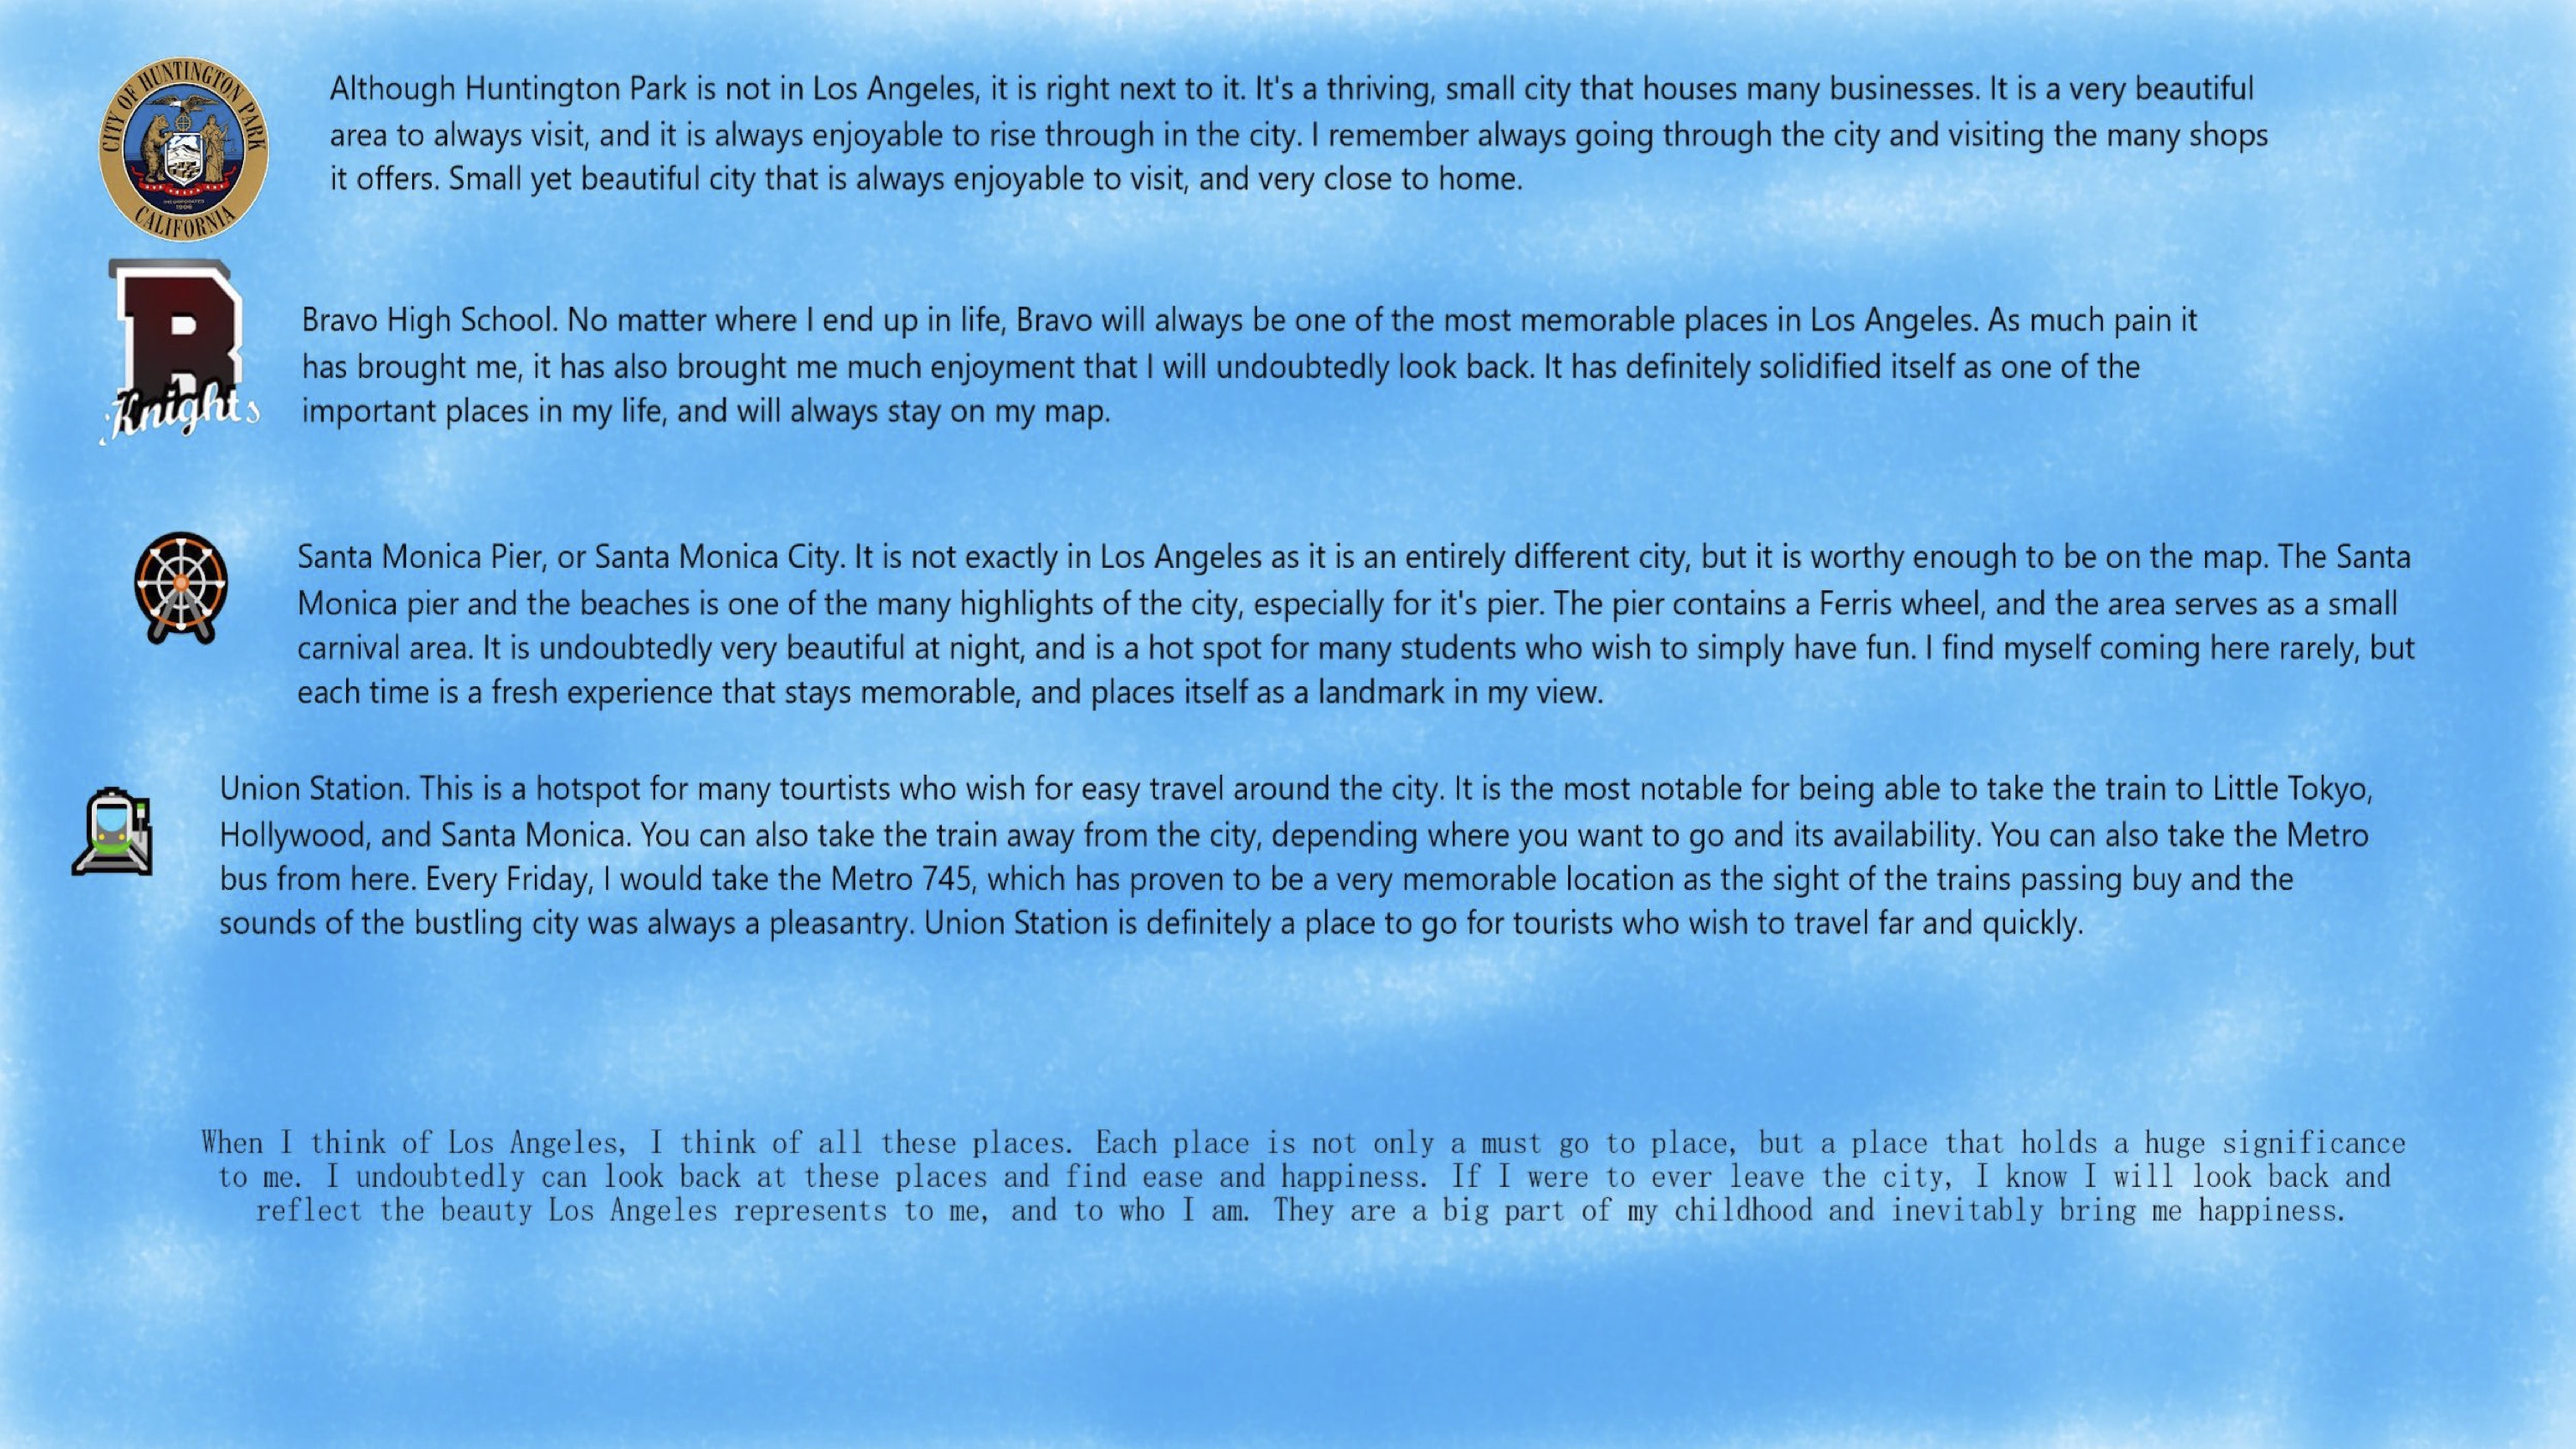 CITY OF HUNTINGTON PARK
INCORPORATED
1906
CALIFORNIA
Although Huntington Park is not in Los Angeles, it is right next to it. It's a thriving, small city that houses many businesses. It is a very beautiful
area to always visit, and it is always enjoyable to rise through in the city. I remember always going through the city and visiting the many shops
it offers. Small yet beautiful city that is always enjoyable to visit, and very close to home.
B
Knights
Bravo High School. No matter where I end up in life, Bravo will always be one of the most memorable places in Los Angeles. As much pain it
has brought me, it has also brought me much enjoyment that I will undoubtedly look back. It has definitely solidified itself as one of the
important places in my life, and will always stay on my map.
Santa Monica Pier, or Santa Monica City. It is not exactly in Los Angeles as it is an entirely different city, but it is worthy enough to be on the map. The Santa
Monica pier and the beaches is one of the many highlights of the city, especially for it's pier. The pier contains a Ferris wheel, and the area serves as a small
carnival area. It is undoubtedly very beautiful at night, and is a hot spot for many students who wish to simply have fun. I find myself coming here rarely, but
each time is a fresh experience that stays memorable, and places itself as a landmark in my view.
Union Station. This is a hotspot for many tourtists who wish for easy travel around the city. It is the most notable for being able to take the train to Little Tokyo,
Hollywood, and Santa Monica. You can also take the train away from the city, depending where you want to go and its availability. You can also take the Metro
bus from here. Every Friday, I would take the Metro 745, which has proven to be a very memorable location as the sight of the trains passing buy and the
sounds of the bustling city was always a pleasantry. Union Station is definitely a place to go for tourists who wish to travel far and quickly.
When I think of Los Angeles, I think of all these places. Each place is not only a must go to place, but a place that holds a huge significance
to me. I undoubtedly can look back at these places and find ease and happiness. If I were to ever leave the city, I know I will look back and
reflect the beauty Los Angeles represents to me, and to who I am. They are a big part of my childhood and inevitably bring me happiness.